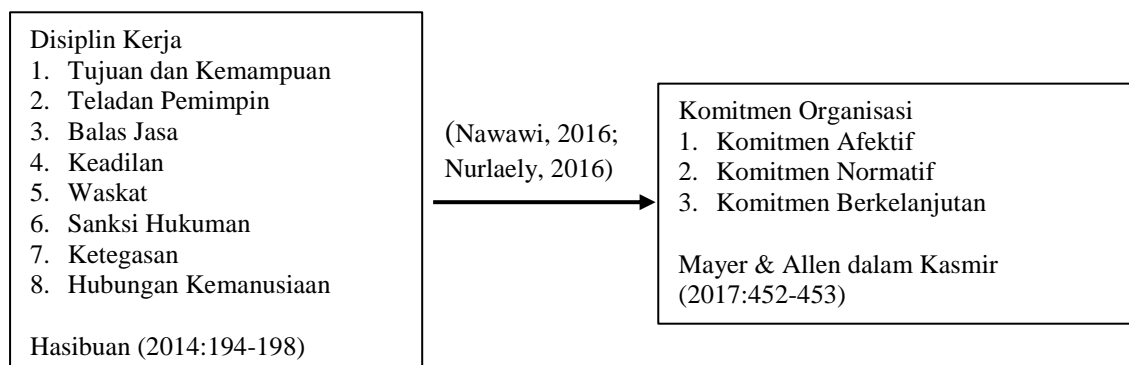 Disiplin Kerja
1. Tujuan dan Kemampuan
2. Teladan Pemimpin
3. Balas Jasa
4. Keadilan
5. Waskat
6. Sanksi Hukuman
7. Ketegasan
8. Hubungan Kemanusiaan
Hasibuan (2014:194-198)
(Nawawi, 2016;
Nurlaely, 2016)
Komitmen Organisasi
1. Komitmen Afektif
2. Komitmen Normatif
3. Komitmen Berkelanjutan
Mayer & Allen dalam Kasmir
(2017:452-453)